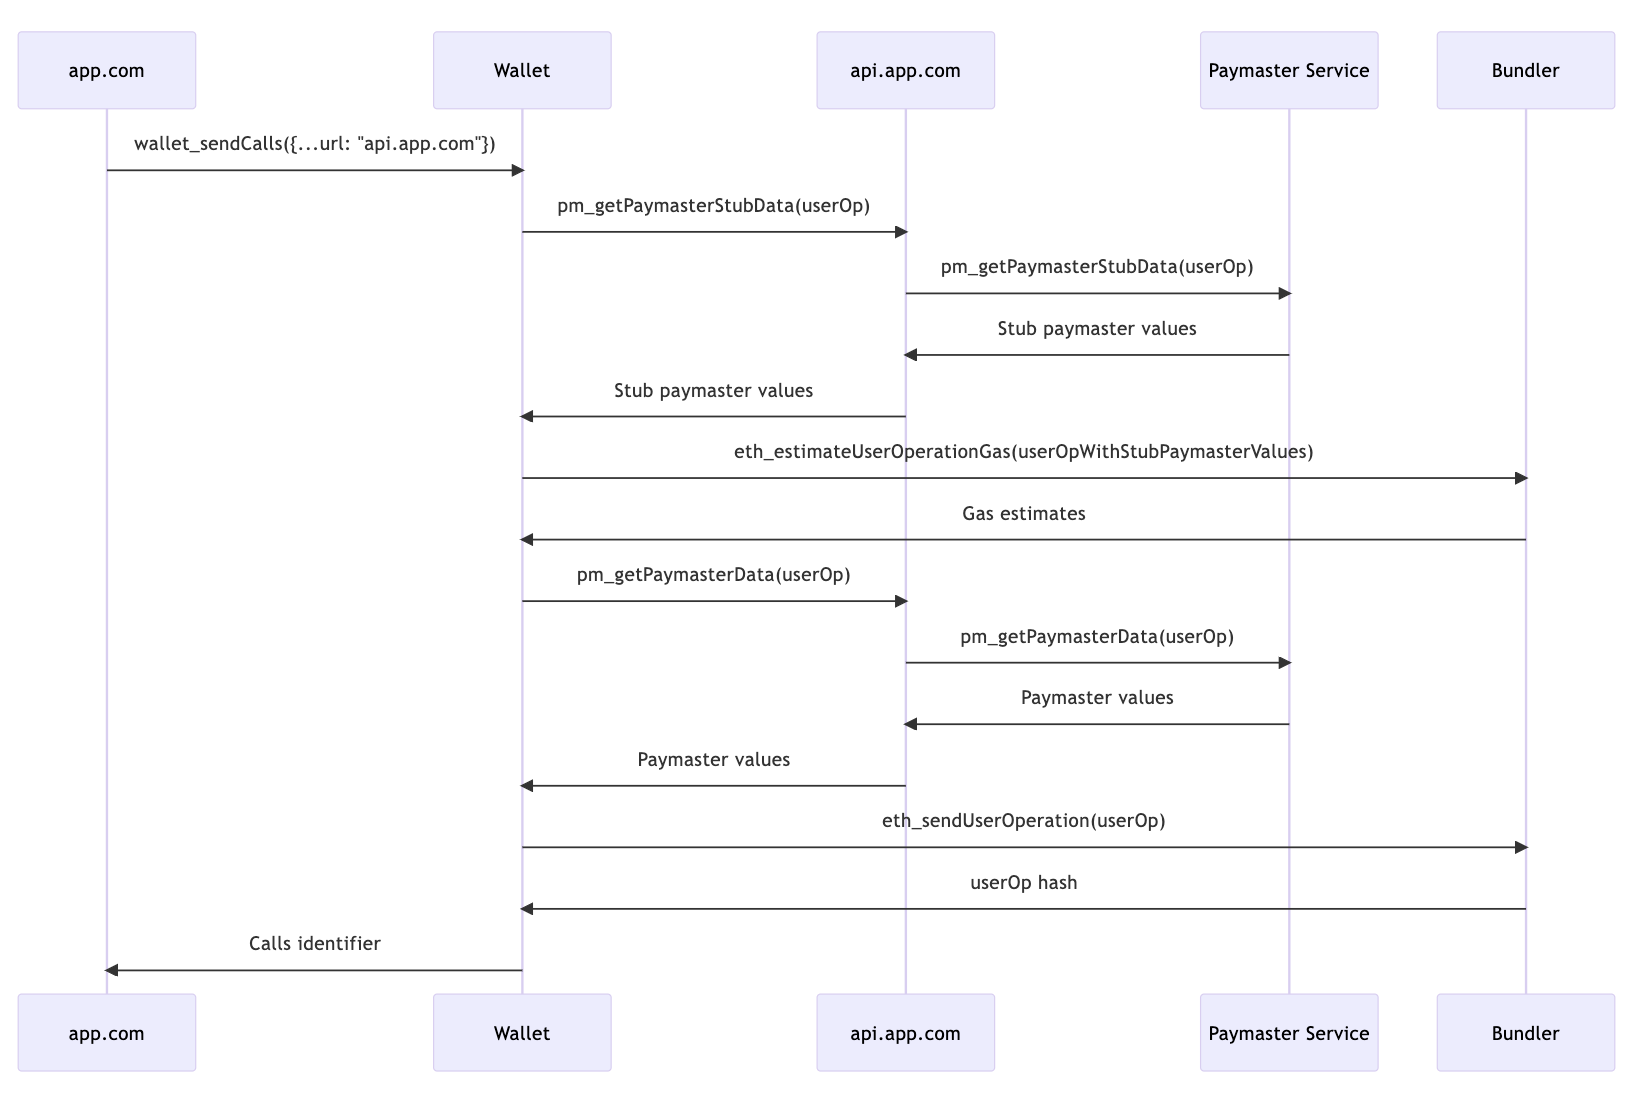 app.com
Wallet
api.app.com
Paymaster Service
Bundler
wallet_sendCalls({...url: "api.app.com"})
pm_getPaymasterStubData(userOp)
pm_getPaymasterStubData(userOp)
Stub paymaster values
Stub paymaster values
eth_estimateUserOperationGas(userOpWithStubPaymasterValues)
Gas estimates
pm_getPaymasterData(userOp)
pm_getPaymasterData(userOp)
Paymaster values
Paymaster values
eth_sendUserOperation(userOp)
userOp hash
Calls identifier
app.com
Wallet
api.app.com
Paymaster Service
Bundler